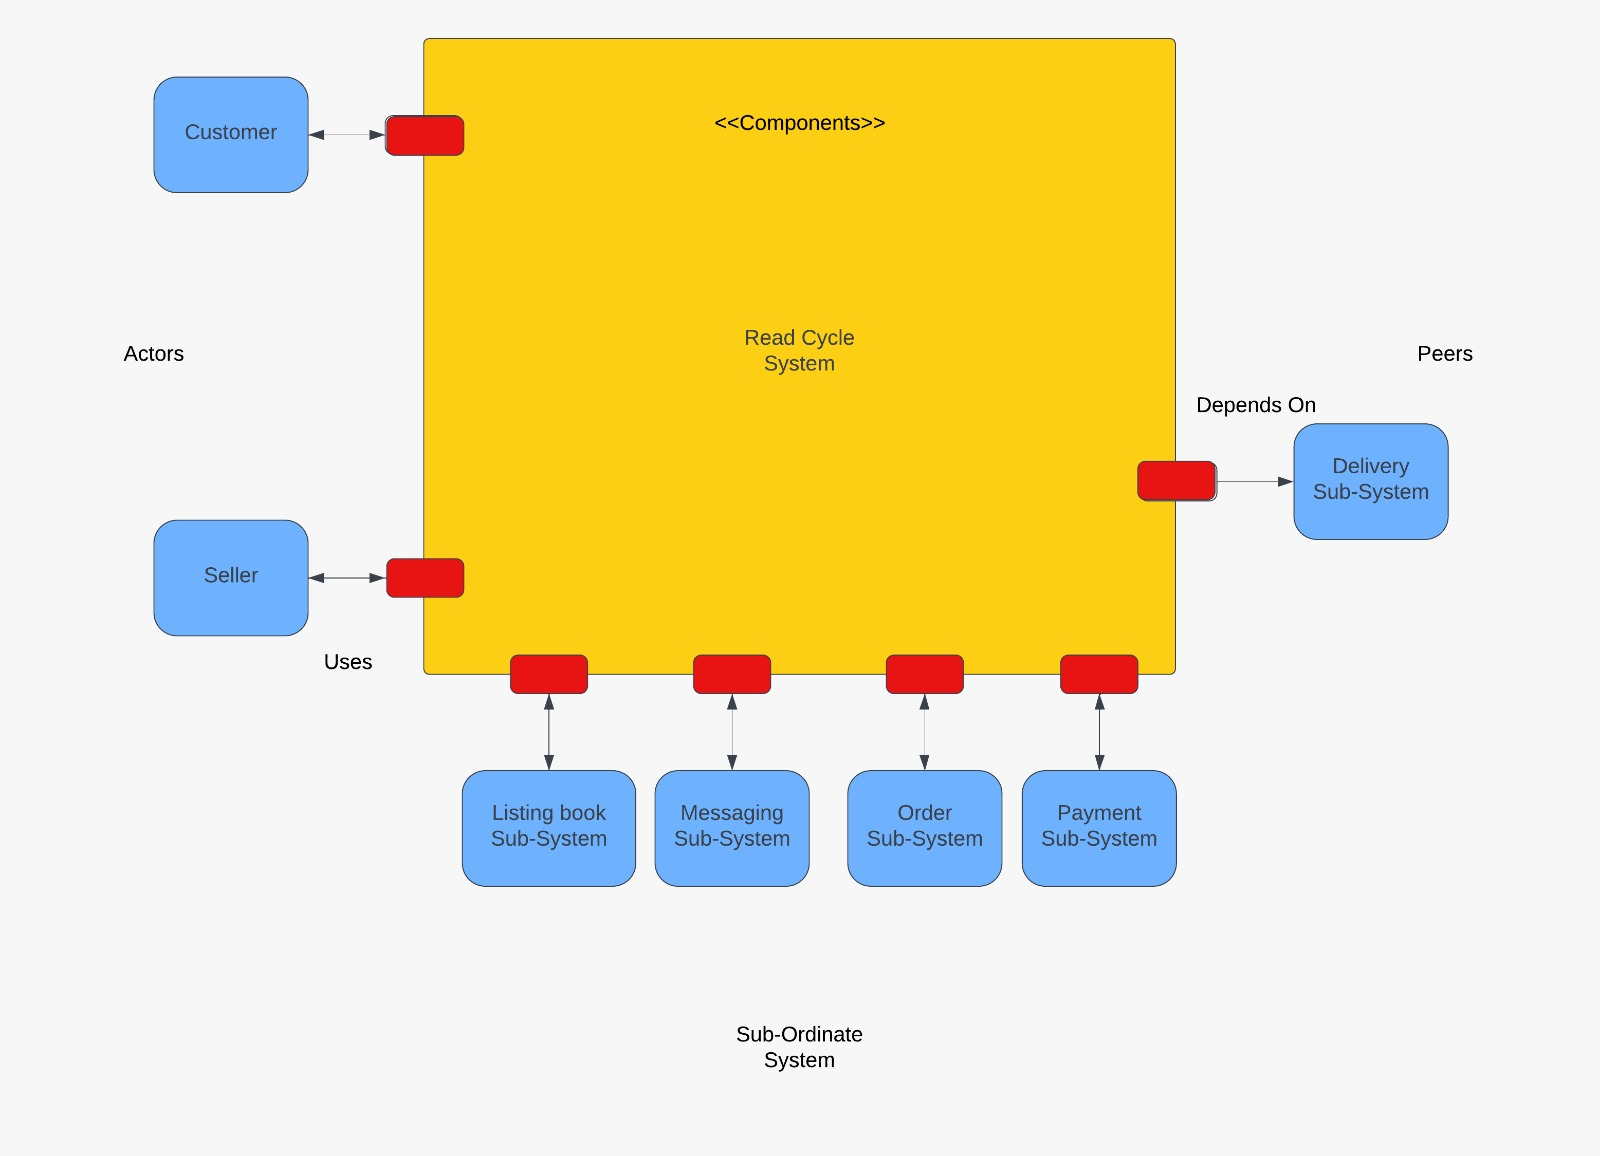 <<Components>>
Customer
Read Cycle
System
Actors
Peers
Depends On
Delivery
Sub-System
Seller
Uses
Listing book
Sub-System
Messaging
Sub-System
Order
Sub-System
Payment
Sub-System
Sub-Ordinate
System